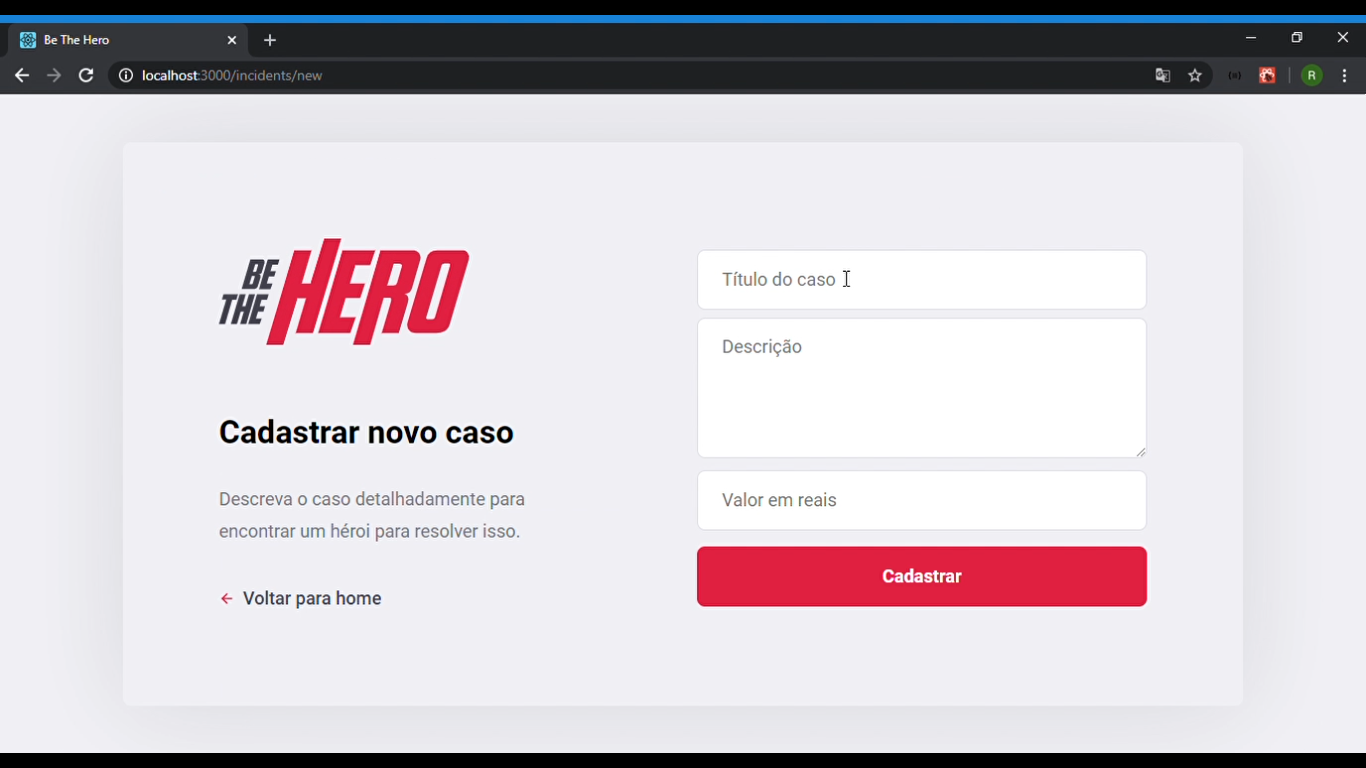 Be The Hero
localhost:3000/incidents/new
R
BE
THE
HERO
Cadastrar novo caso
Descreva o caso detalhadamente para
encontrar um héroi para resolver isso.
Voltar para home
Título do caso
Descrição
Valor em reais
Cadastrar